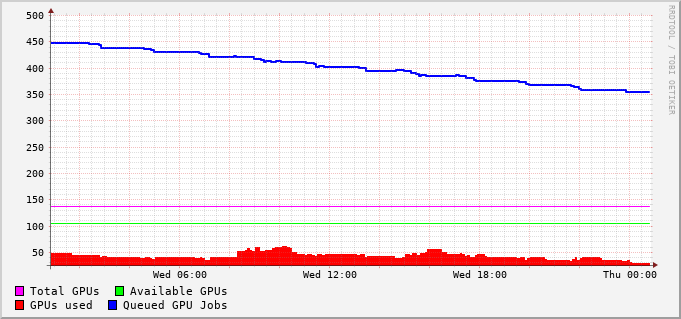 RRDTOOL / TOBI OETIKER
500
450
400
350
300
250
200
150
100
50
Wed 06:00 Wed 12:00 Wed 18:00 Thu 00:00
Total GPUs Available GPUs
GPUs used Queued GPU Jobs